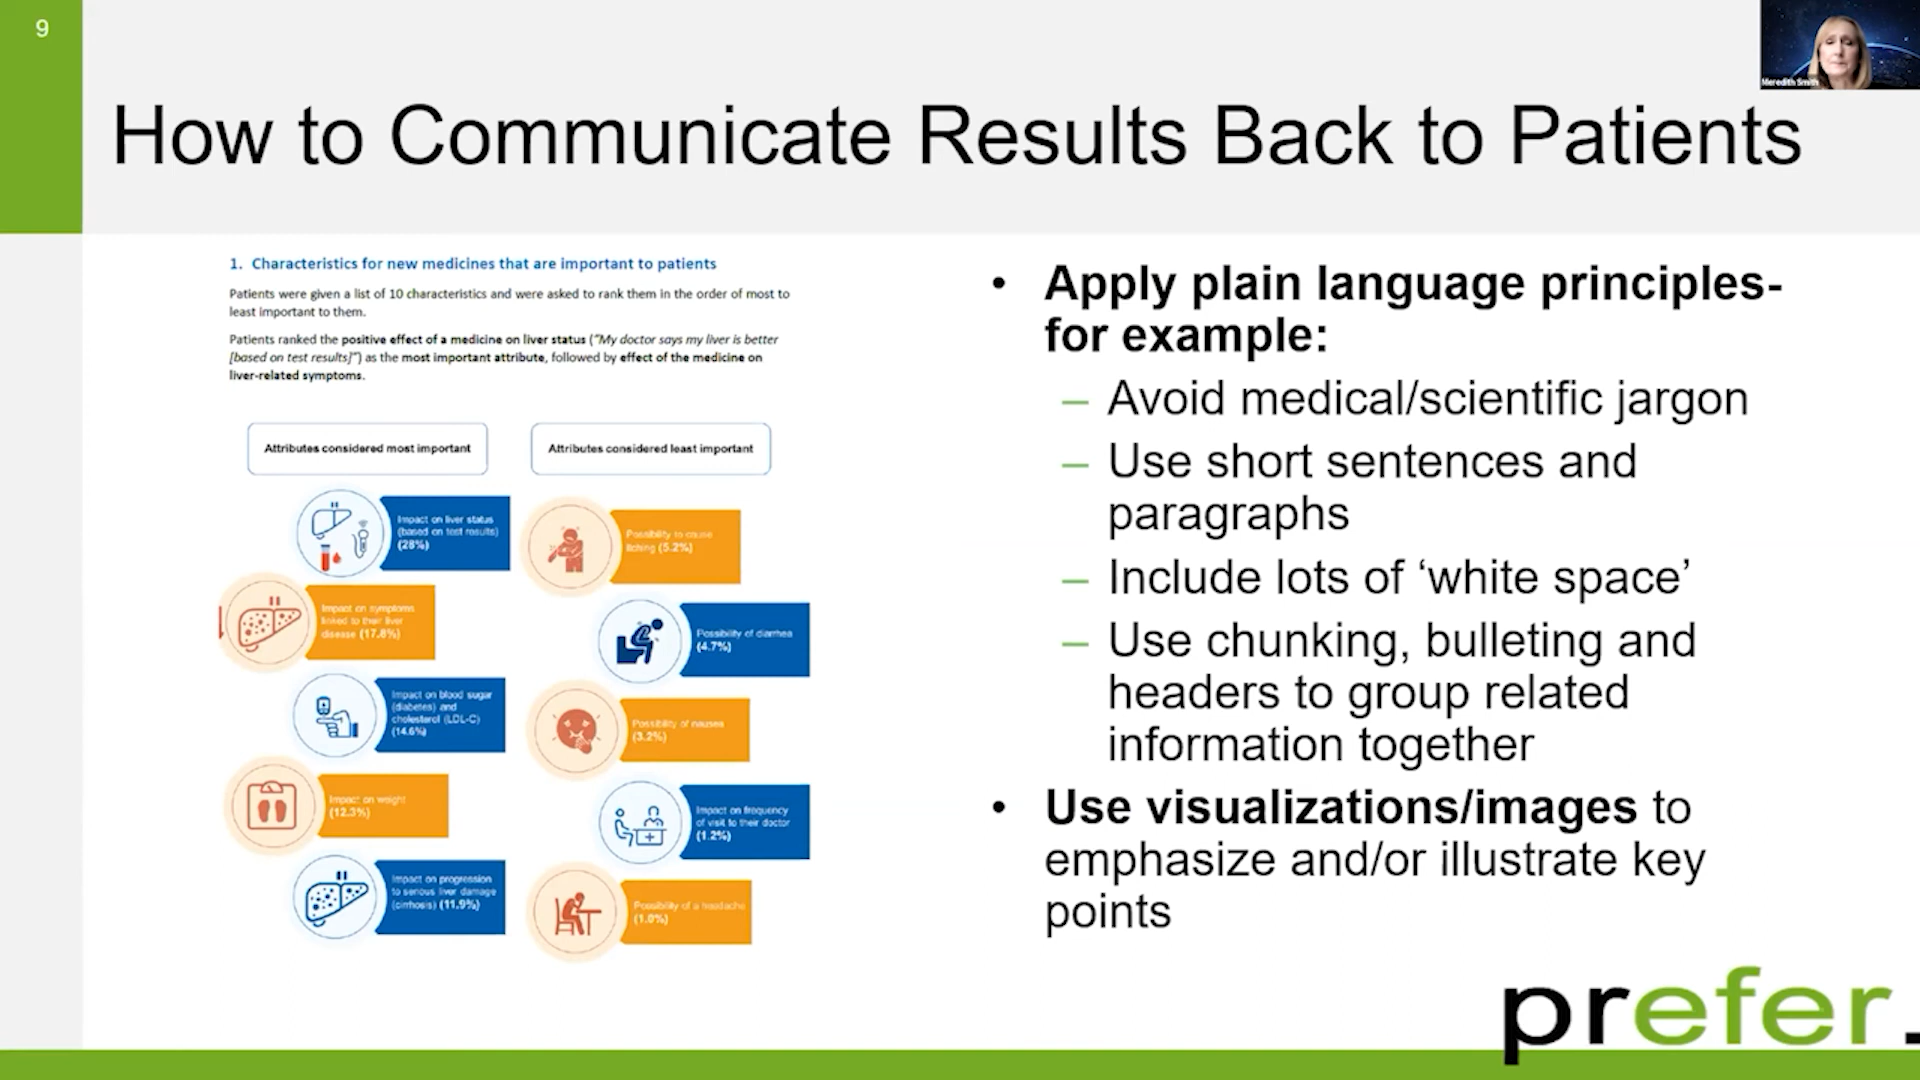 9
Meredith Smith
How to Communicate Results Back to Patients
1. Characteristics for new medicines that are important to patients
Patients were given a list of 10 characteristics and were asked to rank them in the order of most to
least important to them.
Patients ranked the positive effect of a medicine on liver status ("My doctor says my liver is better
[based on test results]") as the most important attribute, followed by effect of the medicine on
liver-related symptoms.
Attributes considered most important
Impact on liver status
(based on test results)
(28%)
Impact on symptoms
linked to their liver
disease (17.8%)
Impact on blood sugar
(diabetes) and
cholesterol (LDL-C)
(14.6%)
Impact on weight
(12.3%)
Impact on progression
to serious liver damage
(cirrhosis) (11.9%)
Attributes considered least important
Possibility to cause
itching (5.2%)
Possibility of diarrhea
(4.7%)
Possibility of nausea
(3.2%)
Impact on frequency
of visit to their doctor
(1.2%)
Possibility of a headache
(1.0%)
• Apply plain language principles-
for example:
– Avoid medical/scientific jargon
– Use short sentences and
paragraphs
– Include lots of ‘white space’
– Use chunking, bulleting and
headers to group related
information together
• Use visualizations/images to
emphasize and/or illustrate key
points
prefer.